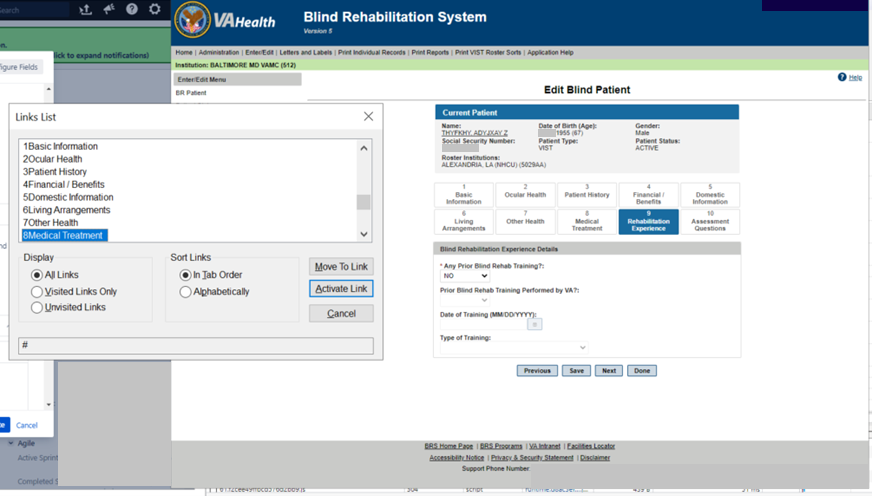 Search
VA Health
Blind Rehabilitation System
Version 5
Home | Administration | Enter/Edit | Letters and Labels | Print Individual Records | Print Reports | Print VIST Roster Sorts | Application Help
Institution: BALTIMORE MD VAMC (512)
n.
ick to expand notifications)
gure Fields
Enter/Edit Menu
BR Patient
Help
Edit Blind Patient
Links List
1Basic Information
2Ocular Health
3Patient History
4Financial / Benefits
5Domestic Information
6Living Arrangements
7Other Health
8Medical Treatment
Display
All Links
Visited Links Only
Unvisited Links
Sort Links
In Tab Order
Alphabetically
Move To Link
Activate Link
Cancel
#
Current Patient
Name:
THYFKHY, ADYJXAY Z
Date of Birth (Age):
1955 (67)
Gender:
Male
Social Security Number:
Patient Type:
VIST
Patient Status:
ACTIVE
Roster Institutions:
ALEXANDRIA, LA (NHCU) (5029AA)
1
Basic
Information
2
Ocular Health
3
Patient History
4
Financial /
Benefits
5
Domestic
Information
6
Living
Arrangements
7
Other Health
8
Medical
Treatment
9
Rehabilitation
Experience
10
Assessment
Questions
Blind Rehabilitation Experience Details
* Any Prior Blind Rehab Training?:
NO
Prior Blind Rehab Training Performed by VA?:
Date of Training (MM/DD/YYYY):
Type of Training:
Previous
Save
Next
Done
nd
Cancel
Agile
Active Sprint
Completed S
BRS Home Page | BRS Programs | VA Intranet | Facilities Locator
Accessibility Notice | Privacy & Security Statement | Disclaimer
Support Phone Number
304
script